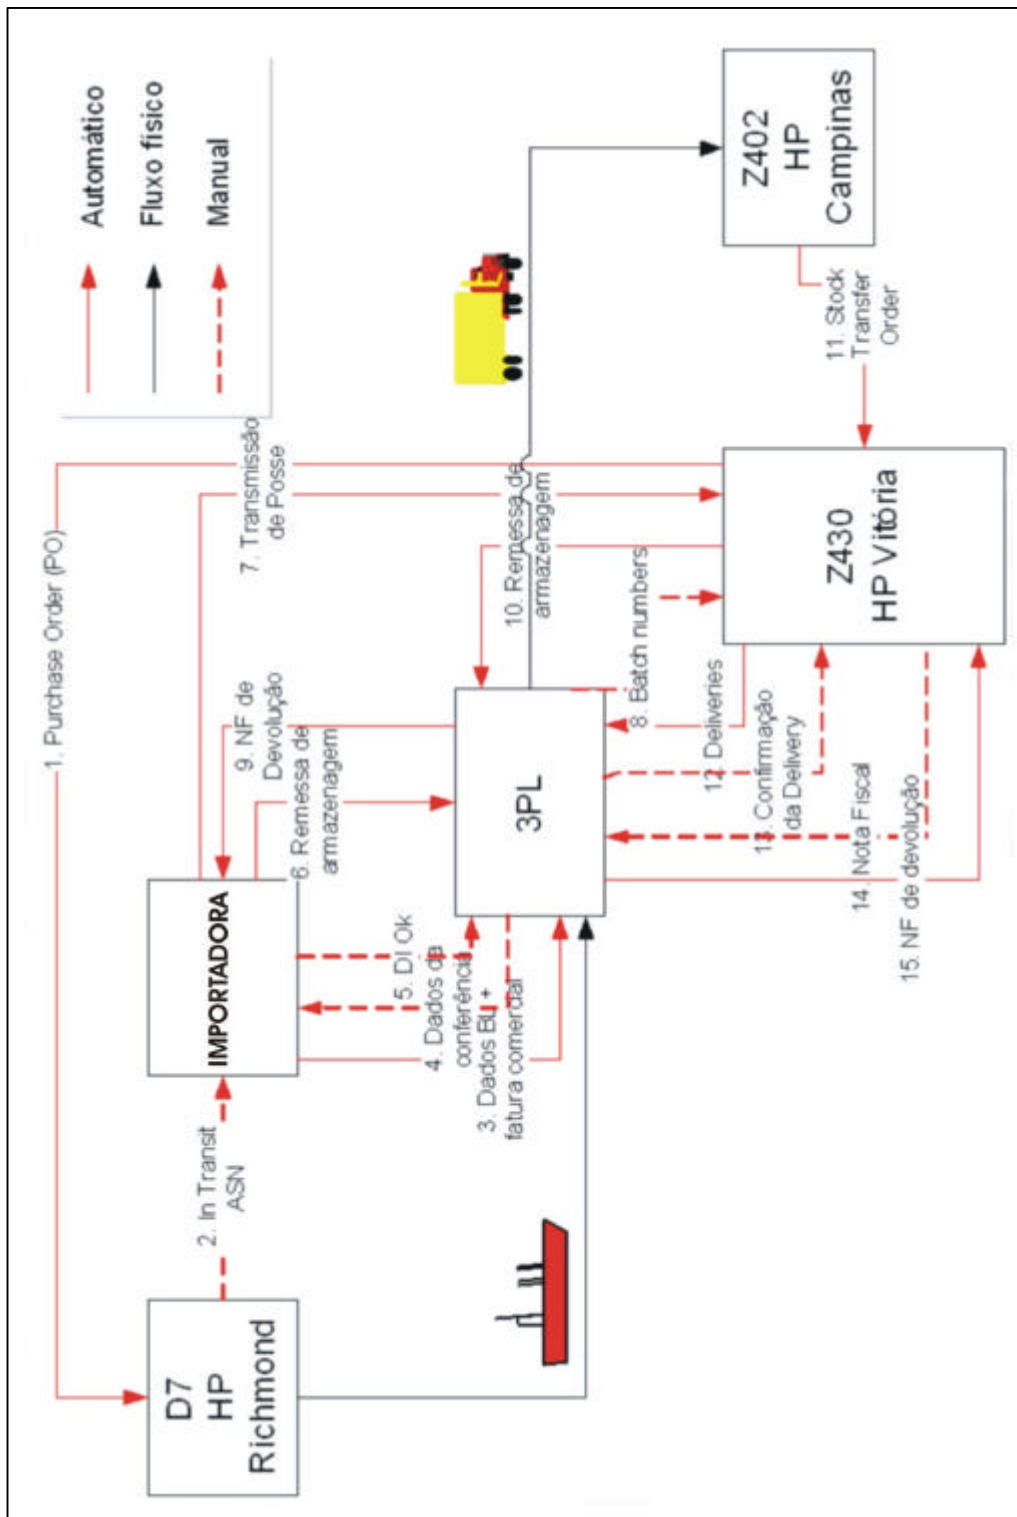 Automático
Fluxo físico
Manual
1. Purchase Order (PO)
D7
HP
Richmond
2. In Transit
ASN
IMPORTADORA
3. Dados BL +
fatura comercial
4. Dados da
conferência
5. DI Ok
6. Remessa de
armazenagem
7. Transmissão
de Posse
3PL
8. Batch numbers
9. NF de
Devolução
10. Remessa de
armazenagem
Z402
HP
Campinas
11. Stock
Transfer
Order
Z430
HP Vitória
12. Deliveries
13. Confirmação
da Delivery
14. Nota Fiscal
15. NF de devolução